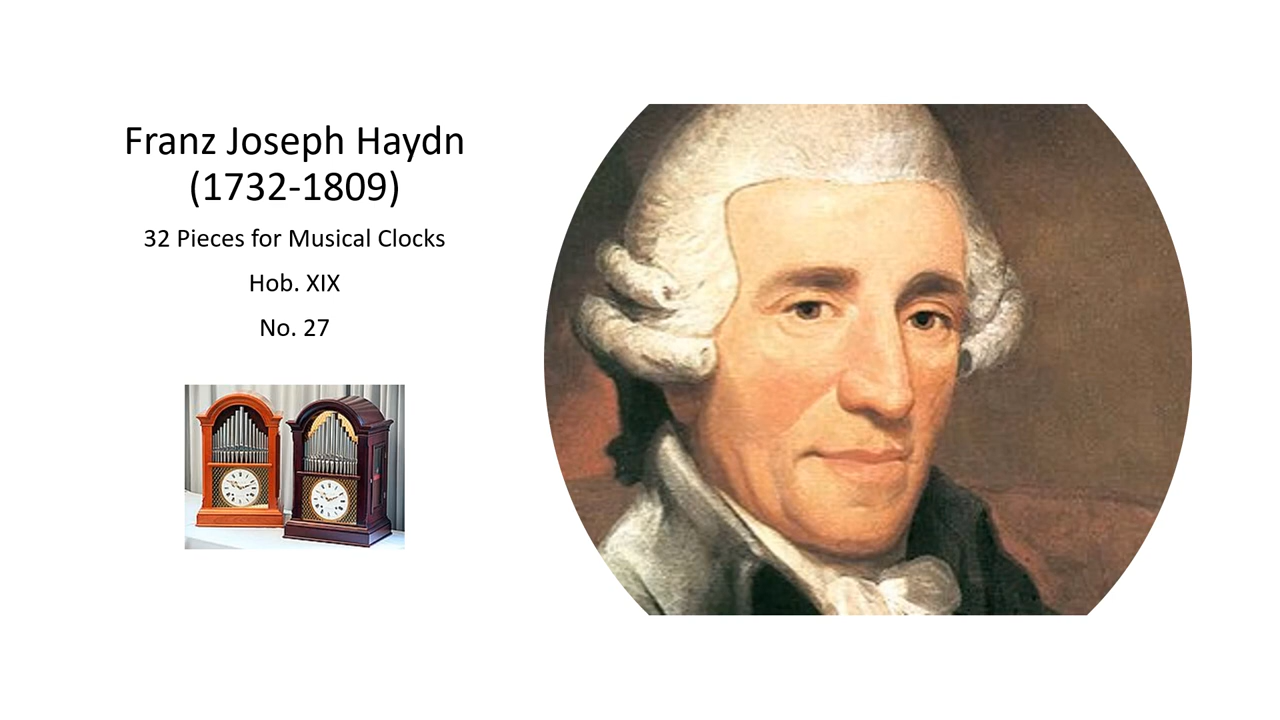 Franz Joseph Haydn
(1732-1809)
32 Pieces for Musical Clocks
Hob. XIX
No. 27